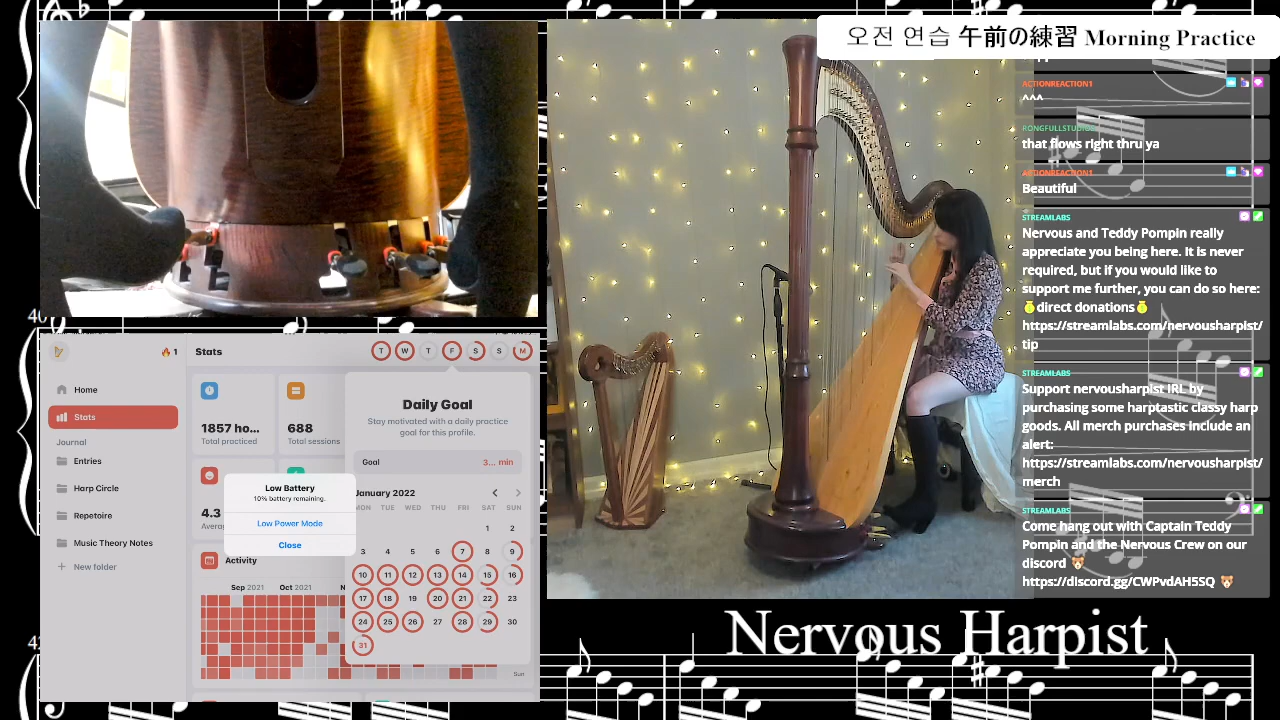 오전 연습 午前の練習 Morning Practice
ACTIONREACTION1
^^^
that flows right thru ya
ACTIONREACTION1
Beautiful
STREAMLABS
Nervous and Teddy Pompin really
appreciate you being here. It is never
required, but if you would like to
support me further, you can do so here:
💰direct donations💰
https://streamlabs.com/nervousharpist/
tip
STREAMLABS
Support nervousharpist IRL by
purchasing some harptastic classy harp
goods. All merch purchases include an
alert:
https://streamlabs.com/nervousharpist/
merch
STREAMLABS
Come hang out with Captain Teddy
Pompin and the Nervous Crew on our
discord 🐻
https://discord.gg/CWPvdAH5SQ 🐻
Nervous Harpist
🔥 1
Home
Stats
Journal
Entries
Harp Circle
Repetoire
Music Theory Notes
New folder
Stats
T W T F S S M
1857 ho...
Total practiced
688
Total sessions
4.3
Activity
Sep 2021 Oct 2021
Sun
Daily Goal
Stay motivated with a daily practice
goal for this profile.
Goal 3... min
January 2022
MON TUE WED THU FRI SAT SUN
1 2
3 4 5 6 7 8 9
10 11 12 13 14 15 16
17 18 19 20 21 22 23
24 25 26 27 28 29 30
31
Low Battery
10% battery remaining.
Low Power Mode
Close